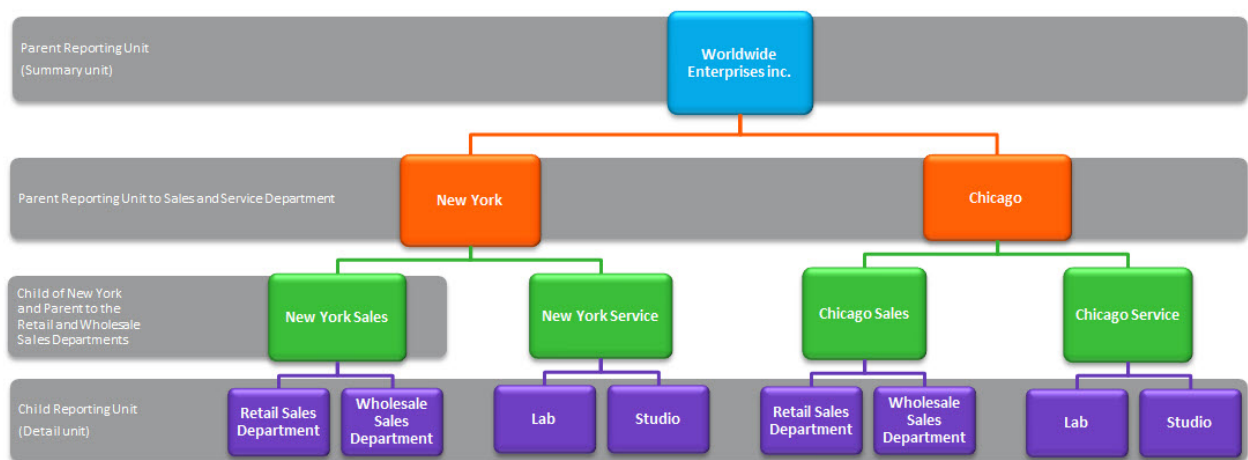 Parent Reporting Unit
(Summary unit)
Worldwide
Enterprises inc.
Parent Reporting Unit to Sales and Service Department
New York
Chicago
Child of New York
and Parent to the
Retail and Wholesale
Sales Departments
New York Sales
New York Service
Chicago Sales
Chicago Service
Child Reporting Unit
(Detail unit)
Retail Sales
Department
Wholesale
Sales
Department
Lab
Studio
Retail Sales
Department
Wholesale
Sales
Department
Lab
Studio